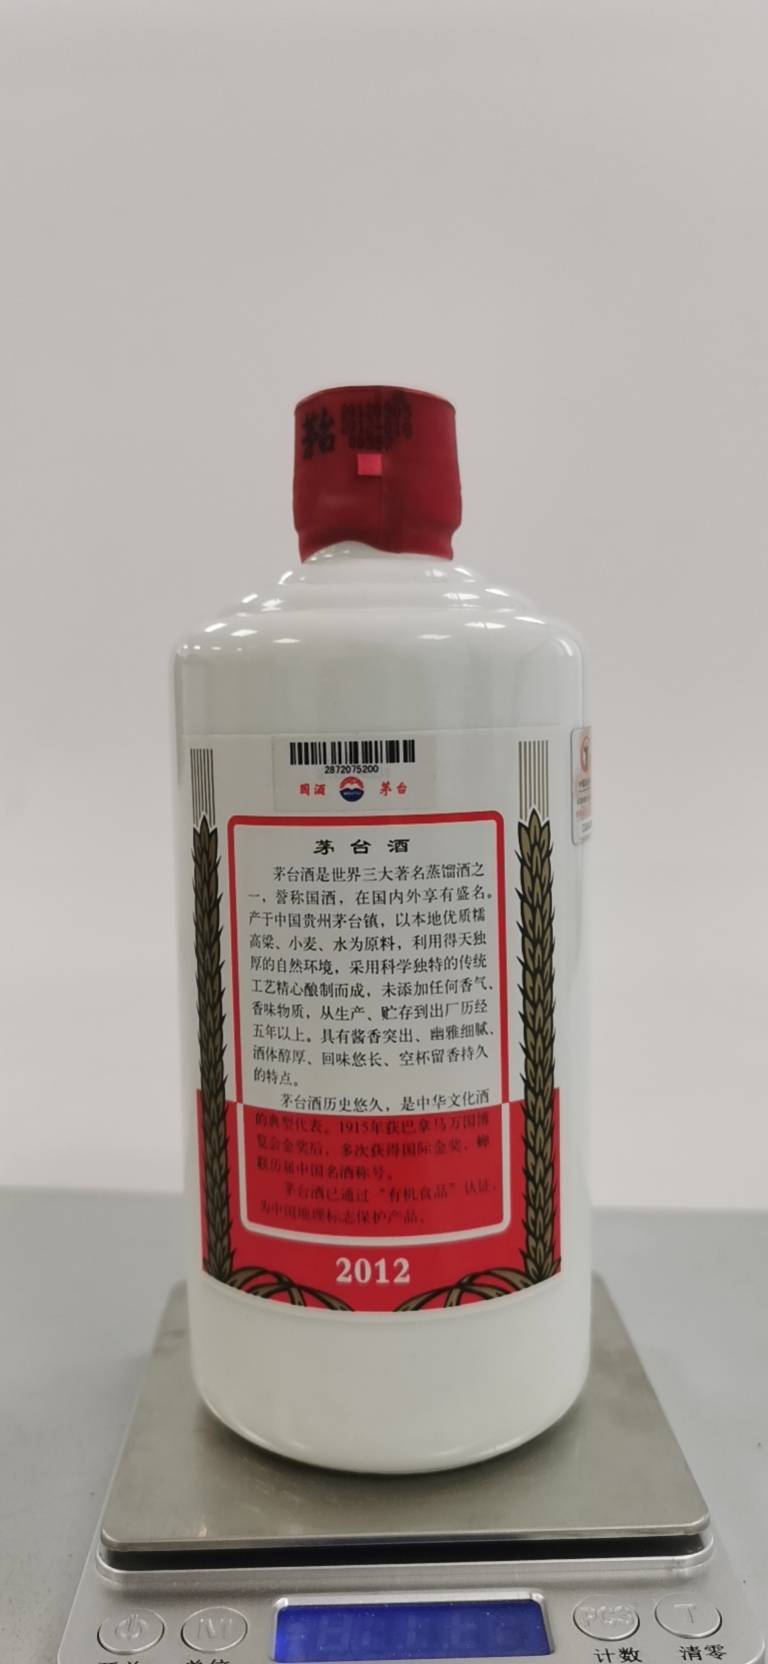 茅台
2872075200
国酒 茅台
茅台酒
茅台酒是世界三大著名蒸馏酒之
一，誉称国酒，在国内外享有盛名。
产于中国贵州茅台镇，以本地优质糯
高粱、小麦、水为原料，利用得天独
厚的自然环境，采用科学独特的传统
工艺精心酿制而成，未添加任何香气、
香味物质，从生产、贮存到出厂历经
五年以上。具有酱香突出、幽雅细腻、
酒体醇厚、回味悠长、空杯留香持久
的特点。
茅台酒历史悠久，是中华文化酒
的典型代表。1915年获巴拿马万国博
览会金奖后，多次获得国际金奖，蝉
联历届中国名酒称号。
茅台酒已通过“有机食品”认证，
为中国地理标志保护产品。
2012
M
PCS
T
计数
清零